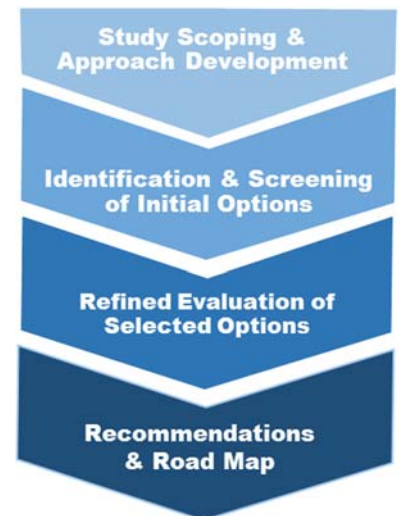 Study Scoping &
Approach Development
Identification & Screening
of Initial Options
Refined Evaluation of
Selected Options
Recommendations
& Road Map